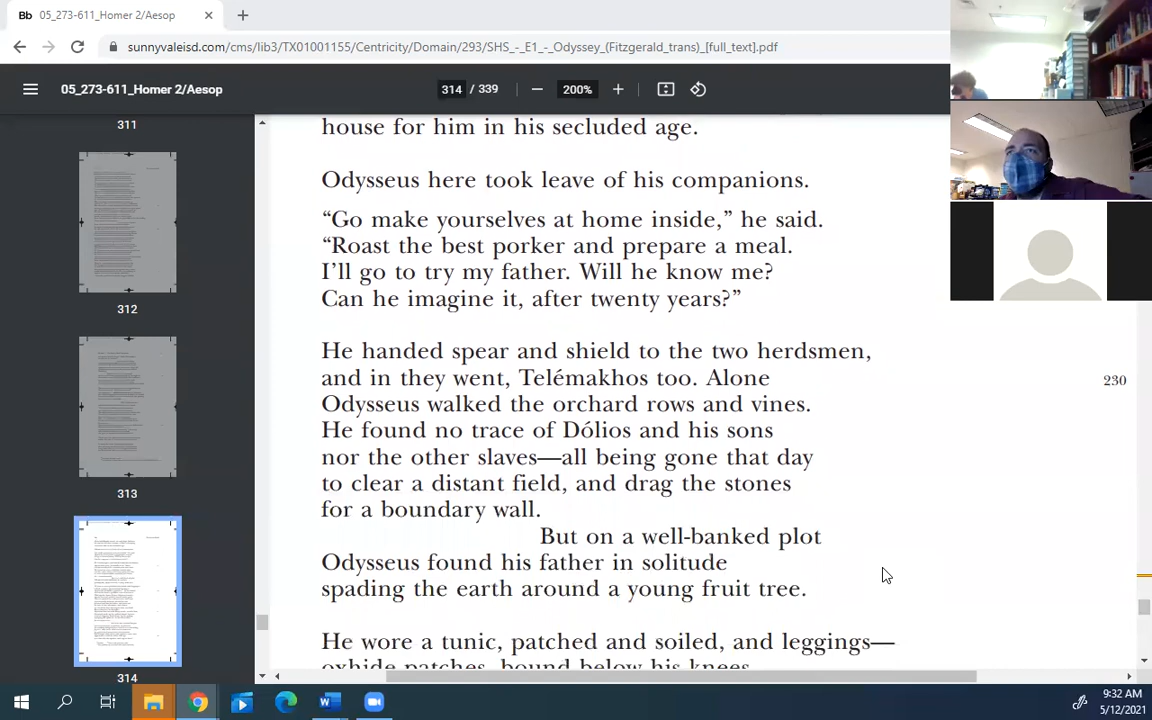 Bb 05_273-611_Homer 2/Aesop
sunnyvaleisd.com/cms/lib3/TX01001155/Centricity/Domain/293/SHS_-_E1_-_Odyssey_(Fitzgerald_trans)_[full_text].pdf
05_273-611_Homer 2/Aesop
314 / 339
200%
311
312
313
314
house for him in his secluded age.
Odysseus here took leave of his companions.
“Go make yourselves at home inside,” he said.
“Roast the best porker and prepare a meal.
I’ll go to try my father. Will he know me?
Can he imagine it, after twenty years?”
He handed spear and shield to the two herdsmen,
and in they went, Telémakhos too. Alone
230
Odysseus walked the orchard rows and vines.
He found no trace of Dólios and his sons
nor the other slaves—all being gone that day
to clear a distant field, and drag the stones
for a boundary wall.
But on a well-banked plot
Odysseus found his father in solitude
spading the earth around a young fruit tree.
He wore a tunic, patched and soiled, and leggings—
oxhide patches, bound below his knees
9:32 AM
5/12/2021